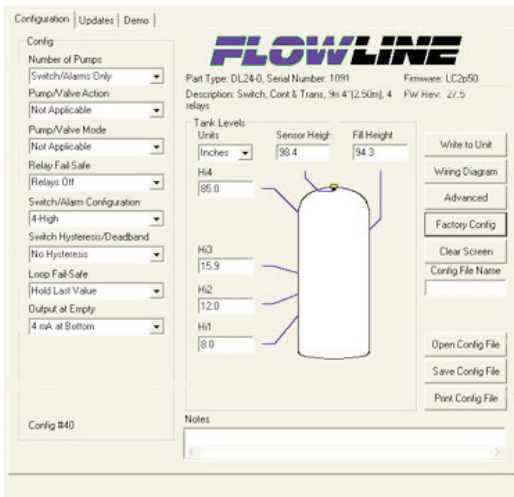 Configuration Updates Demo
Config
Number of Pumps
Switch/Alarms Only
Pump/Valve Action
Not Applicable
Pump/Valve Mode
Not Applicable
Relay Fail-Safe
Relays Off
Switch/Alarm Configuration
4-High
Switch Hysteresis/Deadband
No Hysteresis
Loop Fail-Safe
Hold Last Value
Output at Empty
4 mA at Bottom
Config #40
FLOWLINE
Part Type: DL24-0, Serial Number: 1091 Firmware: LC2p50
Description: Switch, Cont & Trans, 98.4"(2.50m), 4 relays FW Rev: 27.5
Tank Levels
Units Sensor Heigh Fill Height
Inches 98.4 94.3
Hi4
85.0
Hi3
15.9
Hi2
12.0
Hi1
8.0
Write to Unit
Wiring Diagram
Advanced
Factory Config
Clear Screen
Config File Name
Open Config File
Save Config File
Print Config File
Notes